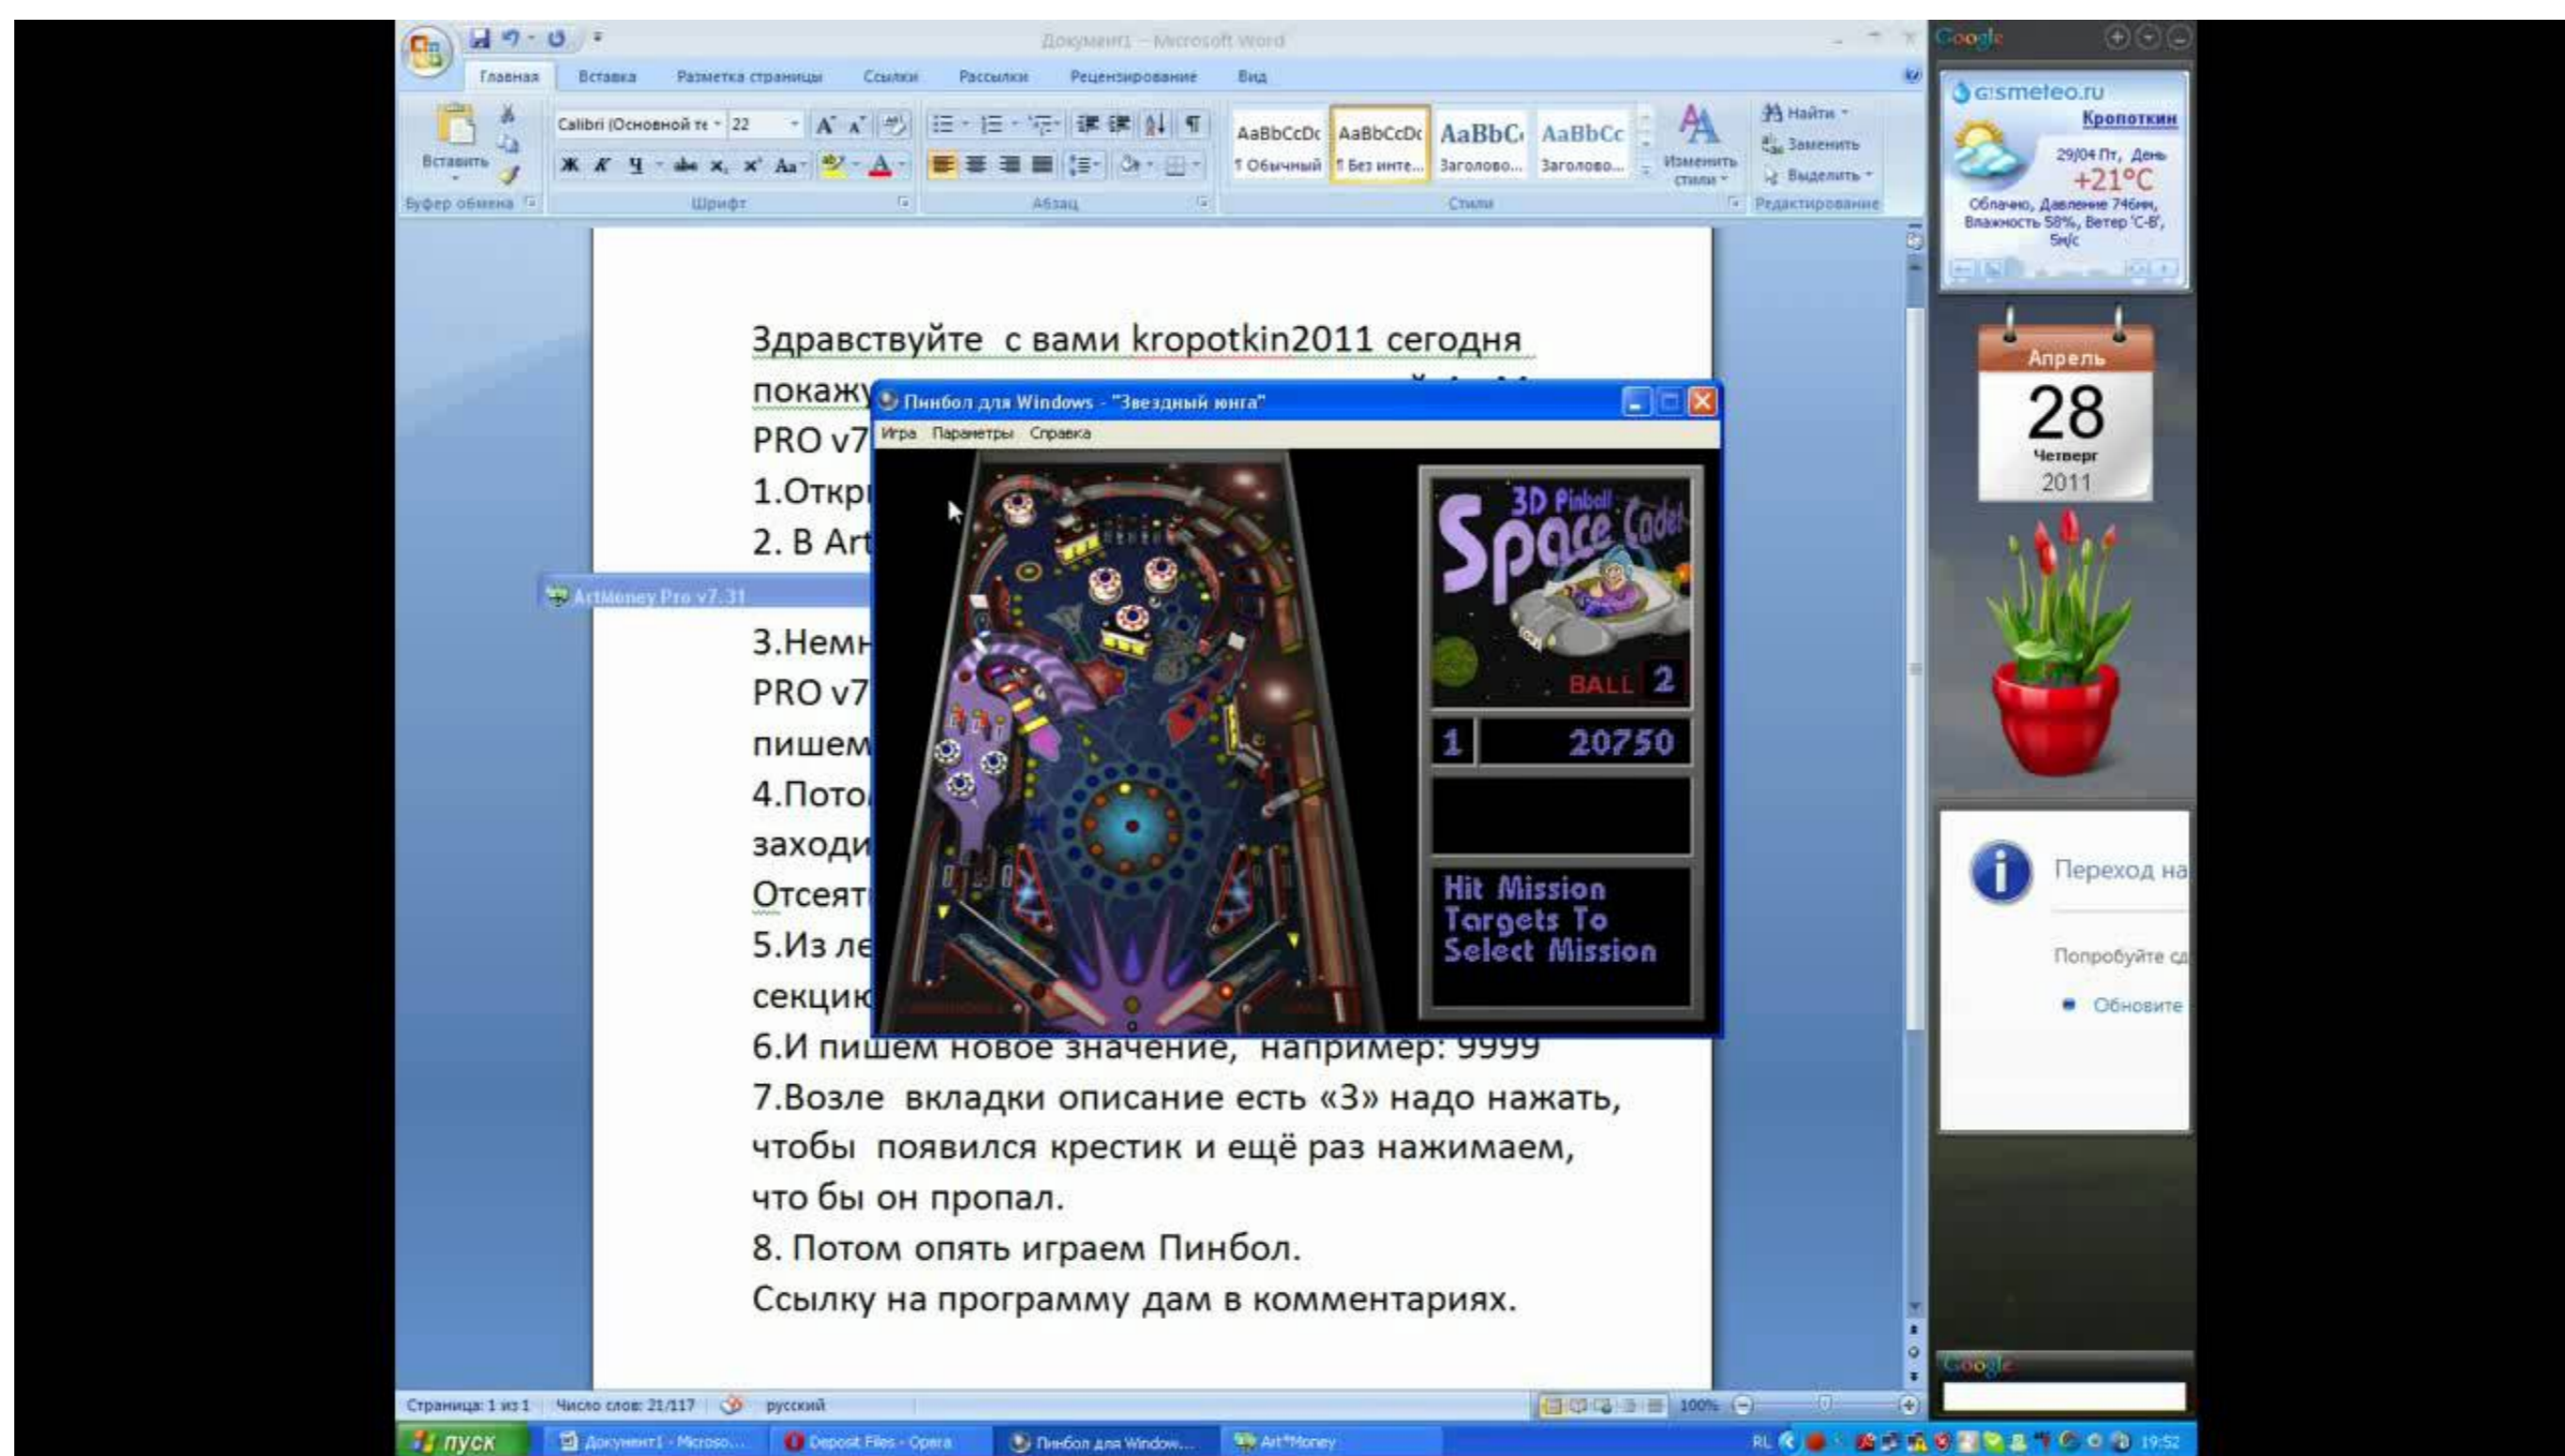 Документ1 - Microsoft Word
Главная Вставка Разметка страницы Ссылки Рассылки Рецензирование Вид
Вставить
Буфер обмена
Calibri (Основной те 22
Ж К Ч abc x, x² Aa
Шрифт
Абзац
AaBbCcDc AaBbCcDc AaBbC AaBbCc
¶ Обычный ¶ Без инте... Заголово... Заголово...
Изменить стили
Стили
Найти
Заменить
Выделить
Редактирование
Здравствуйте с вами kropotkin2011 сегодня
покажу
PRO v7
1.Откр
2. В Art
ArtMoney Pro v7.31
3.Немн
PRO v7
пишем
4.Пото
заходи
Отсеят
5.Из ле
секцию
6.И пишем новое значение, например: 9999
7.Возле вкладки описание есть «З» надо нажать,
чтобы появился крестик и ещё раз нажимаем,
что бы он пропал.
8. Потом опять играем Пинбол.
Ссылку на программу дам в комментариях.
Пинбол для Windows - "Звездный юнга"
Игра Параметры Справка
3D Pinball
Space Cadet
BALL 2
1 20750
Hit Mission
Targets To
Select Mission
Google
GISmeteo.ru
Кропоткин
29/04 Пт, День
+21°C
Облачно, Давление 746мм,
Влажность 58%, Ветер 'С-В',
5м/с
Апрель
28
Четверг
2011
Переход на
Попробуйте сд
Обновите
Google
Страница: 1 из 1 Число слов: 21/117 русский 100%
пуск Документ1 - Microso... Deposit Files - Opera Пинбол для Window... Art*Money RL 19:52